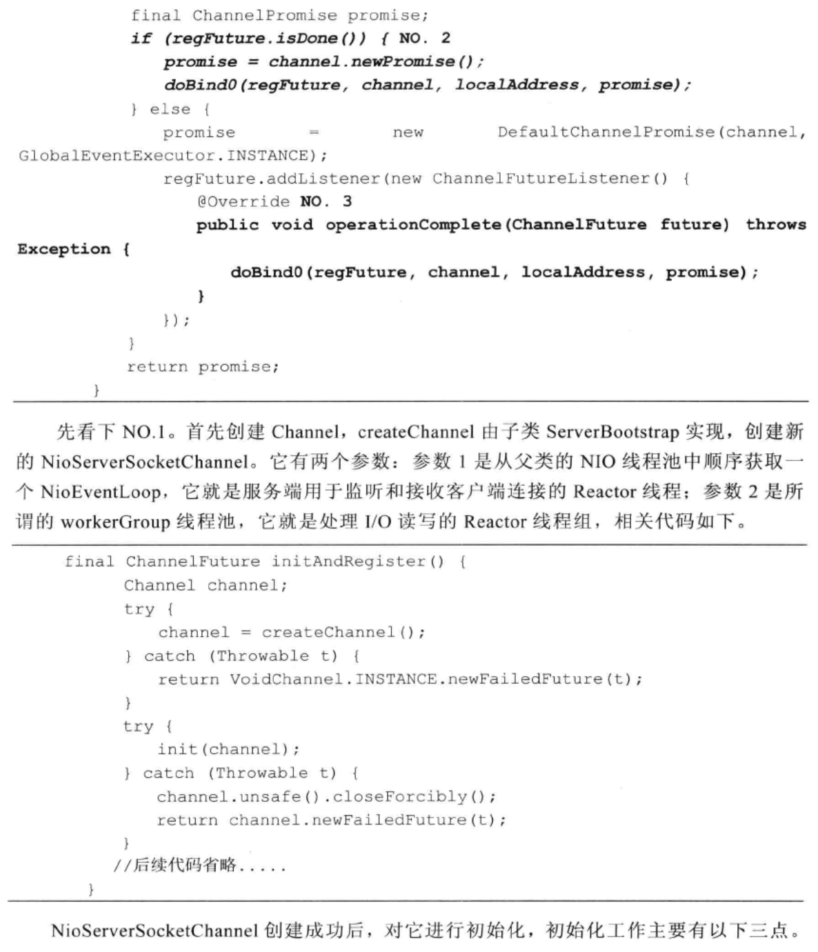 final ChannelPromise promise;
if (regFuture.isDone()) { NO. 2
promise = channel.newPromise();
doBind0(regFuture, channel, localAddress, promise);
} else {
promise = new DefaultChannelPromise(channel,
GlobalEventExecutor.INSTANCE);
regFuture.addListener(new ChannelFutureListener() {
@Override NO. 3
public void operationComplete(ChannelFuture future) throws
Exception {
doBind0(regFuture, channel, localAddress, promise);
}
});
}
return promise;
}
先看下 NO.1。首先创建 Channel，createChannel 由子类 ServerBootstrap 实现，创建新
的 NioServerSocketChannel。它有两个参数：参数 1 是从父类的 NIO 线程池中顺序获取一
个 NioEventLoop，它就是服务端用于监听和接收客户端连接的 Reactor 线程；参数 2 是所
谓的 workerGroup 线程池，它就是处理 I/O 读写的 Reactor 线程组，相关代码如下。
final ChannelFuture initAndRegister() {
Channel channel;
try {
channel = createChannel();
} catch (Throwable t) {
return VoidChannel.INSTANCE.newFailedFuture(t);
}
try {
init(channel);
} catch (Throwable t) {
channel.unsafe().closeForcibly();
return channel.newFailedFuture(t);
}
//后续代码省略.....
}
NioServerSocketChannel 创建成功后，对它进行初始化，初始化工作主要有以下三点。